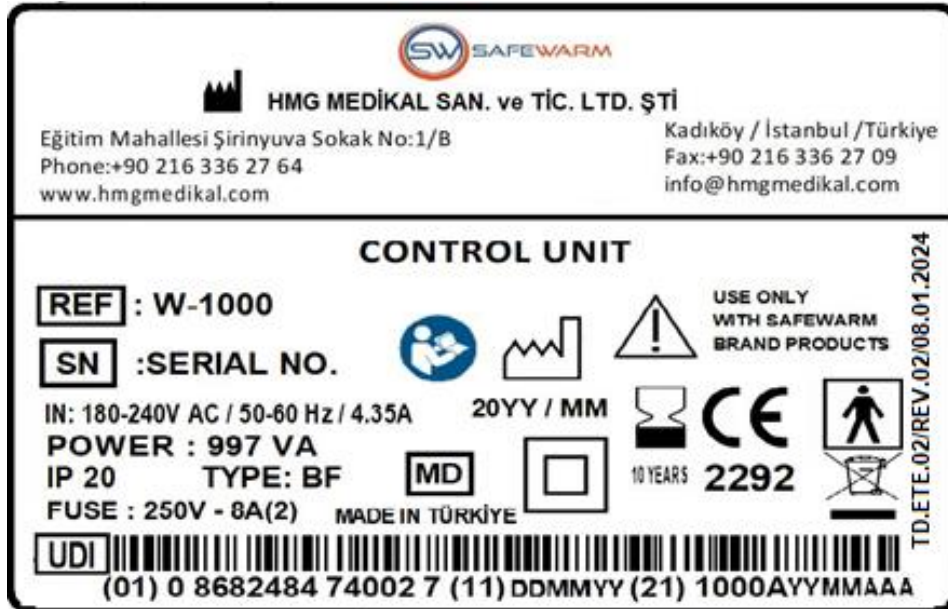 SW SAFEWARM
HMG MEDİKAL SAN. ve TİC. LTD. ŞTİ
Eğitim Mahallesi Şirinyuva Sokak No:1/B
Phone:+90 216 336 27 64
www.hmgmedikal.com
Kadıköy / İstanbul /Türkiye
Fax:+90 216 336 27 09
info@hmgmedikal.com
CONTROL UNIT
REF : W-1000
SN :SERIAL NO.
IN: 180-240V AC / 50-60 Hz / 4.35A
POWER : 997 VA
IP 20 TYPE: BF
FUSE : 250V - 8A(2)
20YY / MM
MD
MADE IN TÜRKİYE
USE ONLY
WITH SAFEWARM
BRAND PRODUCTS
10 YEARS
CE
2292
TD.ETE.02/REV.02/08.01.2024
UDI
(01) 0 8682484 74002 7 (11) DDMMYY (21) 1000AYYMMAAA